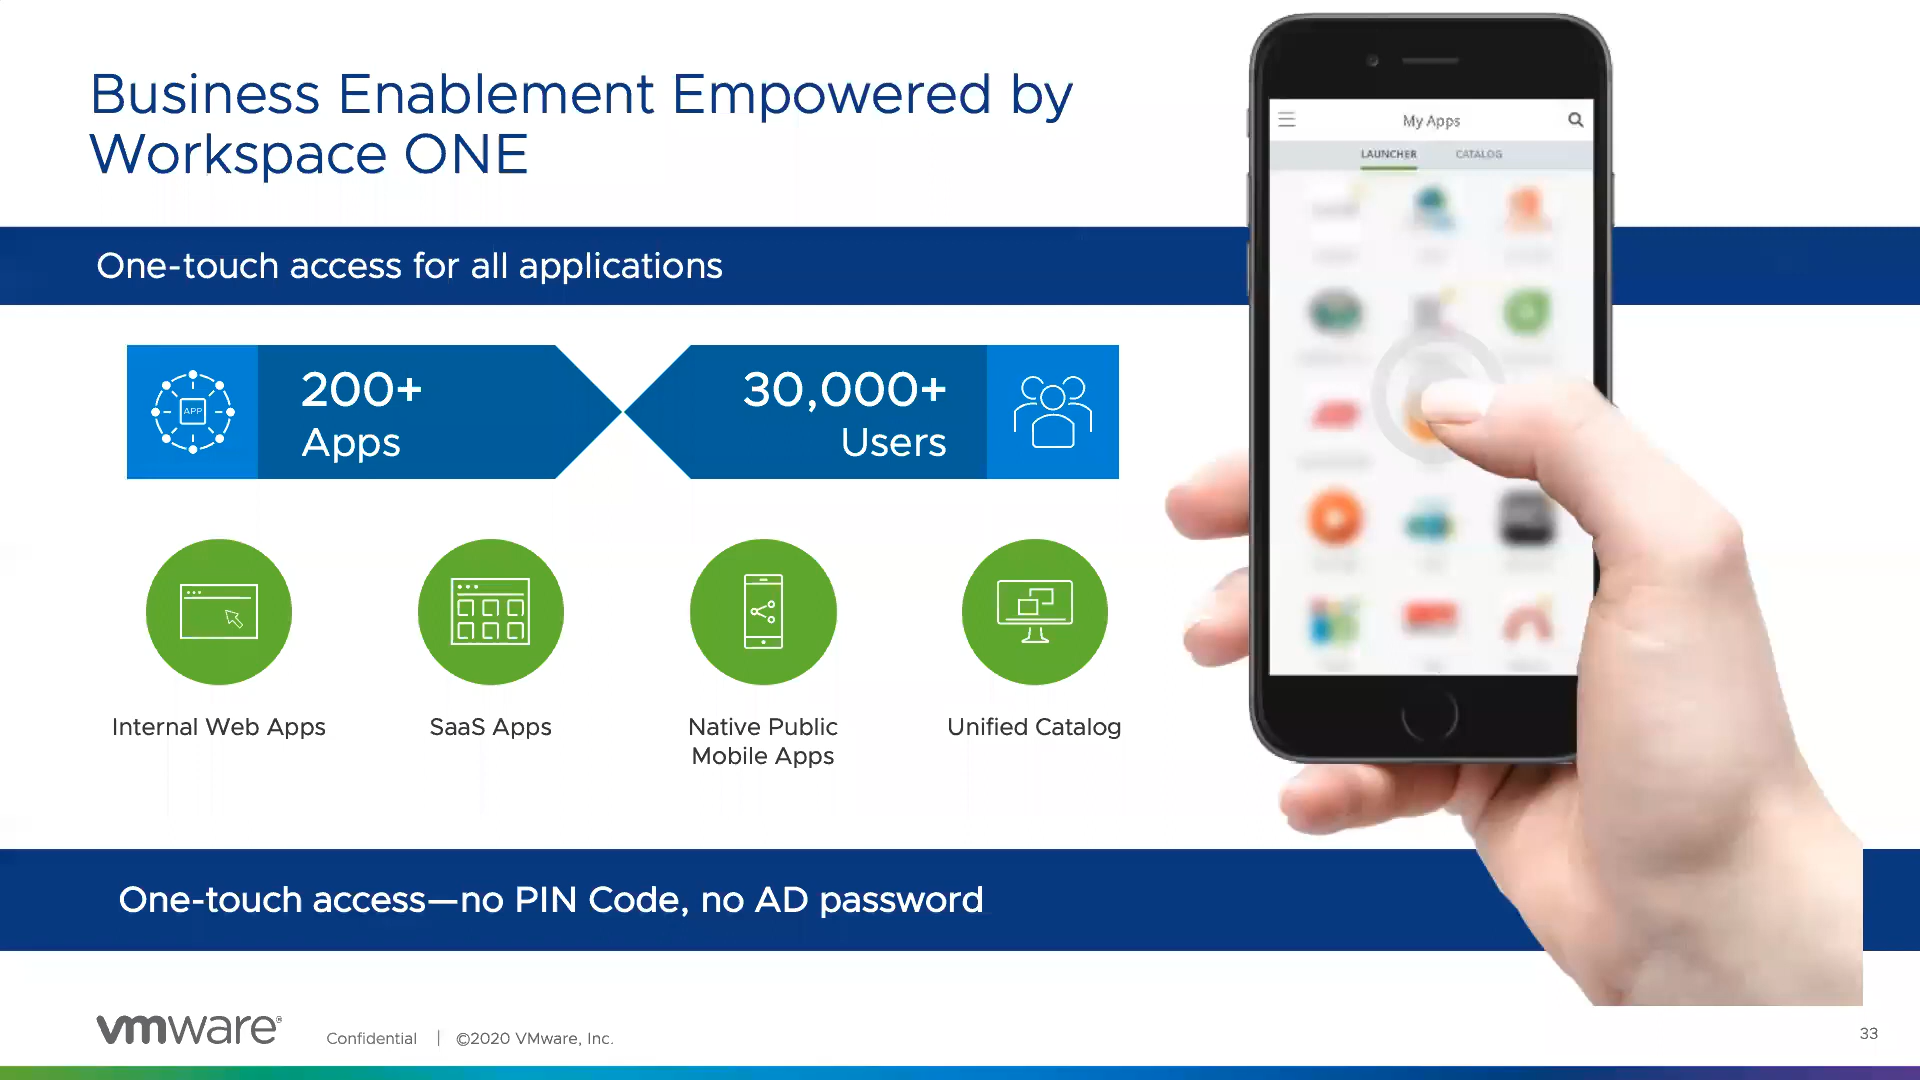 Business Enablement Empowered by
Workspace ONE
My Apps
LAUNCHER CATALOG
One-touch access for all applications
APP
200+
Apps
30,000+
Users
Internal Web Apps
SaaS Apps
Native Public
Mobile Apps
Unified Catalog
One-touch access—no PIN Code, no AD password
vmware®
Confidential | ©2020 VMware, Inc.
33